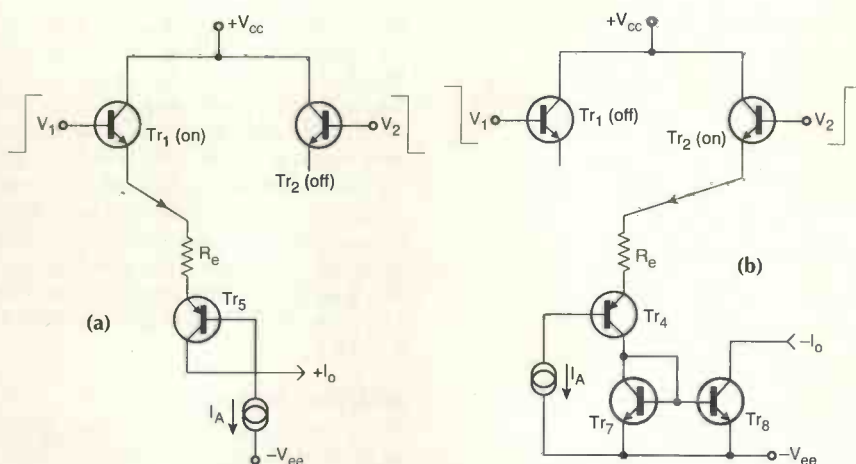 +Vcc
V1
Tr1 (on)
V2
Tr2 (off)
Re
(a)
Tr5
+Io
IA
−Vee
+Vcc
V1
Tr1 (off)
V2
Tr2 (on)
Re
(b)
Tr4
−Io
IA
Tr7
Tr8
−Vee